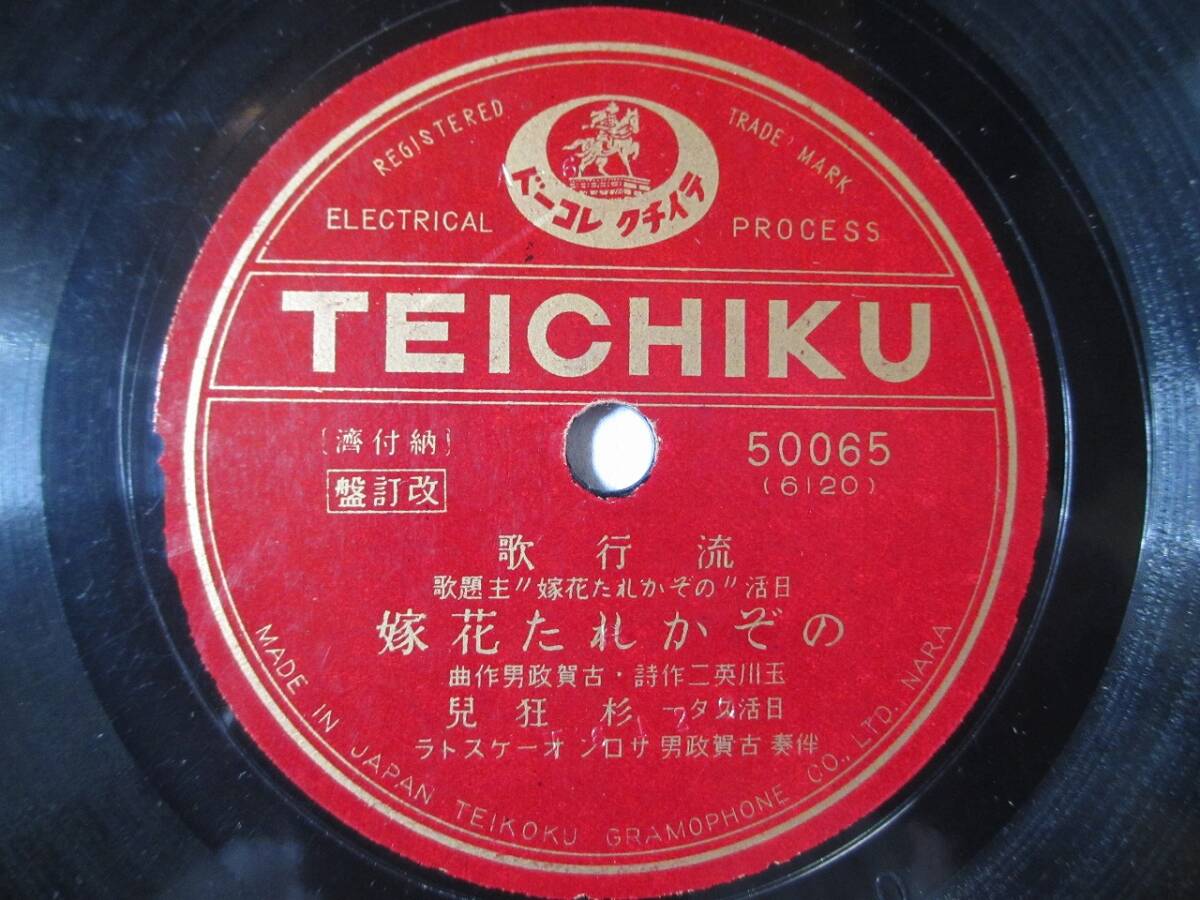 REGISTERED TRADE MARK
テイチク レコード
ELECTRICAL PROCESS
TEICHIKU
〔納付濟〕
改訂盤
50065
(6120)
流行歌
日活〃のぞかれた花嫁〃主題歌
のぞかれた花嫁
玉川英二作詩・古賀政男作曲
日活スター 杉狂兒
伴奏 古賀政男 サロン オーケストラ
MADE IN JAPAN TEIKOKU GRAMOPHONE CO., LTD. NARA